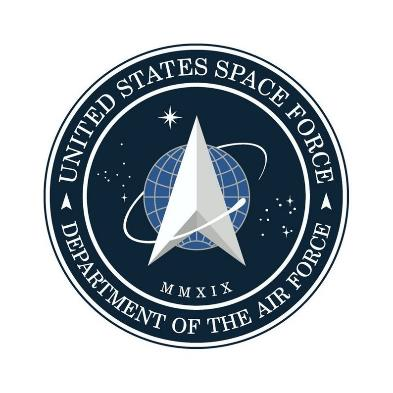 UNITED STATES SPACE FORCE
MMXIX
DEPARTMENT OF THE AIR FORCE